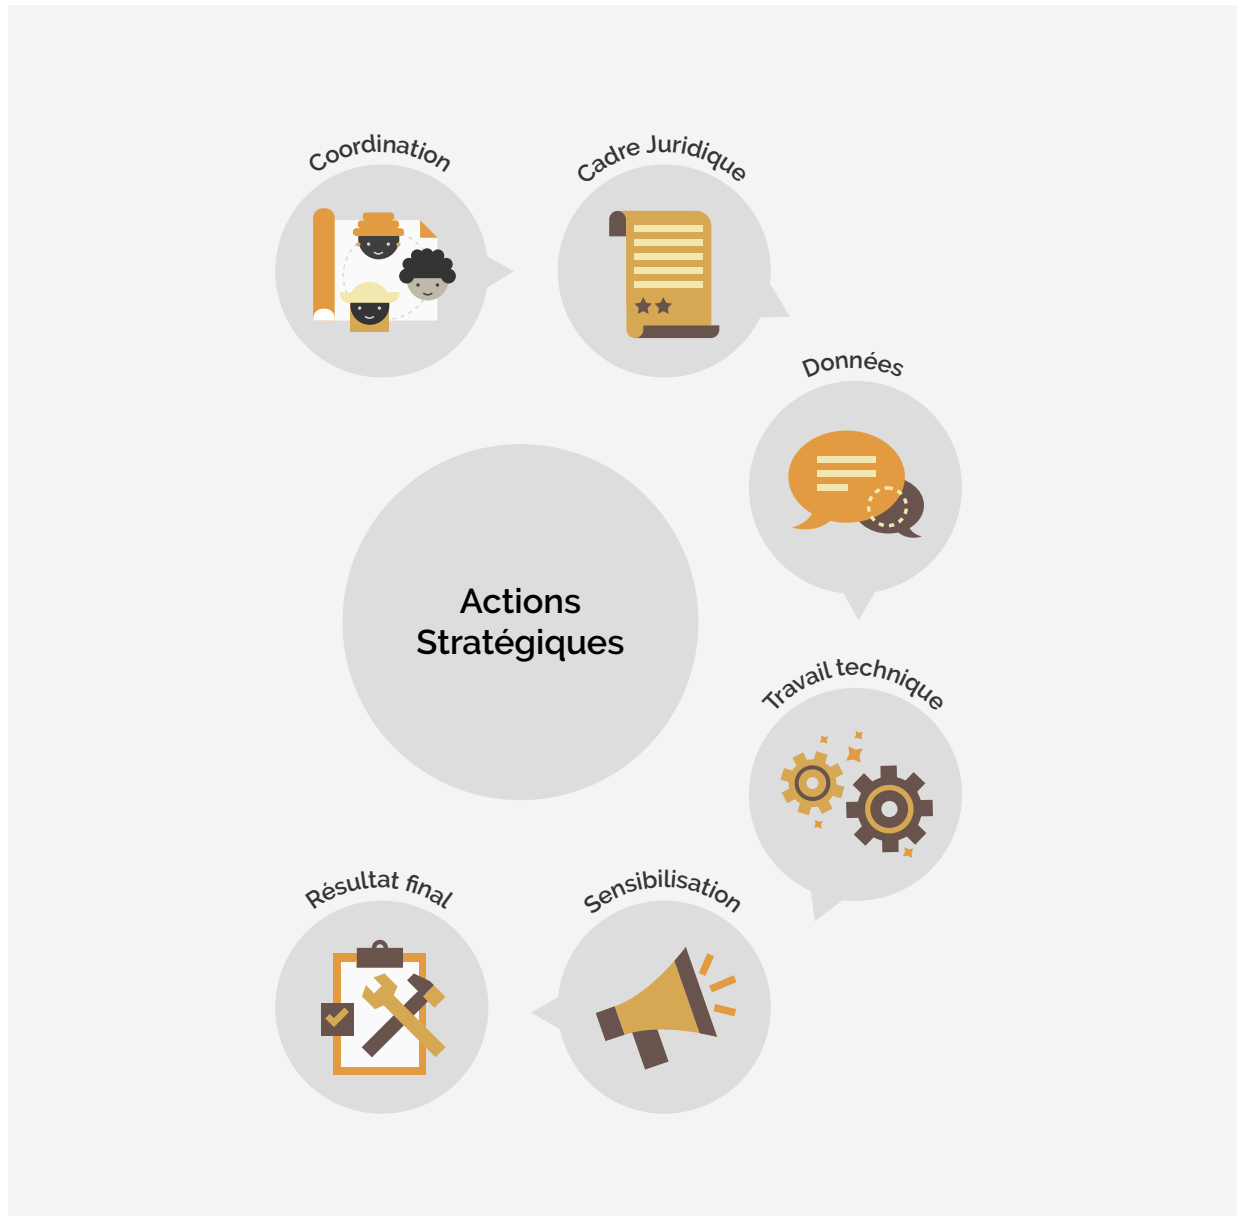 Coordination
Cadre Juridique
Données
Actions
Stratégiques
Travail technique
Résultat final
Sensibilisation